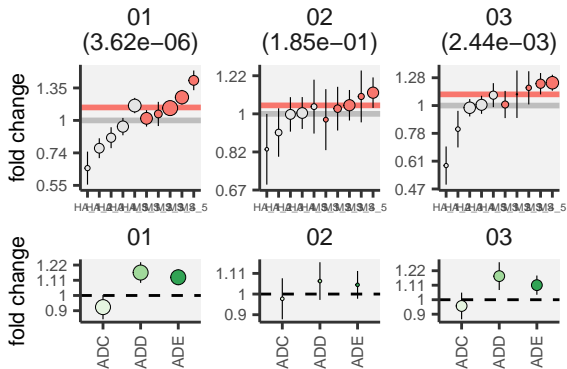 01
(3.62e−06)
02
(1.85e−01)
03
(2.44e−03)
fold change
1.35
1
0.74
0.55
1.22
1
0.82
0.67
1.28
1
0.78
0.61
0.47
01
02
03
fold change
1.22
1.11
1
0.9
1.11
1
0.9
1.22
1.11
1
0.9
ADC
ADD
ADE
ADC
ADD
ADE
ADC
ADD
ADE